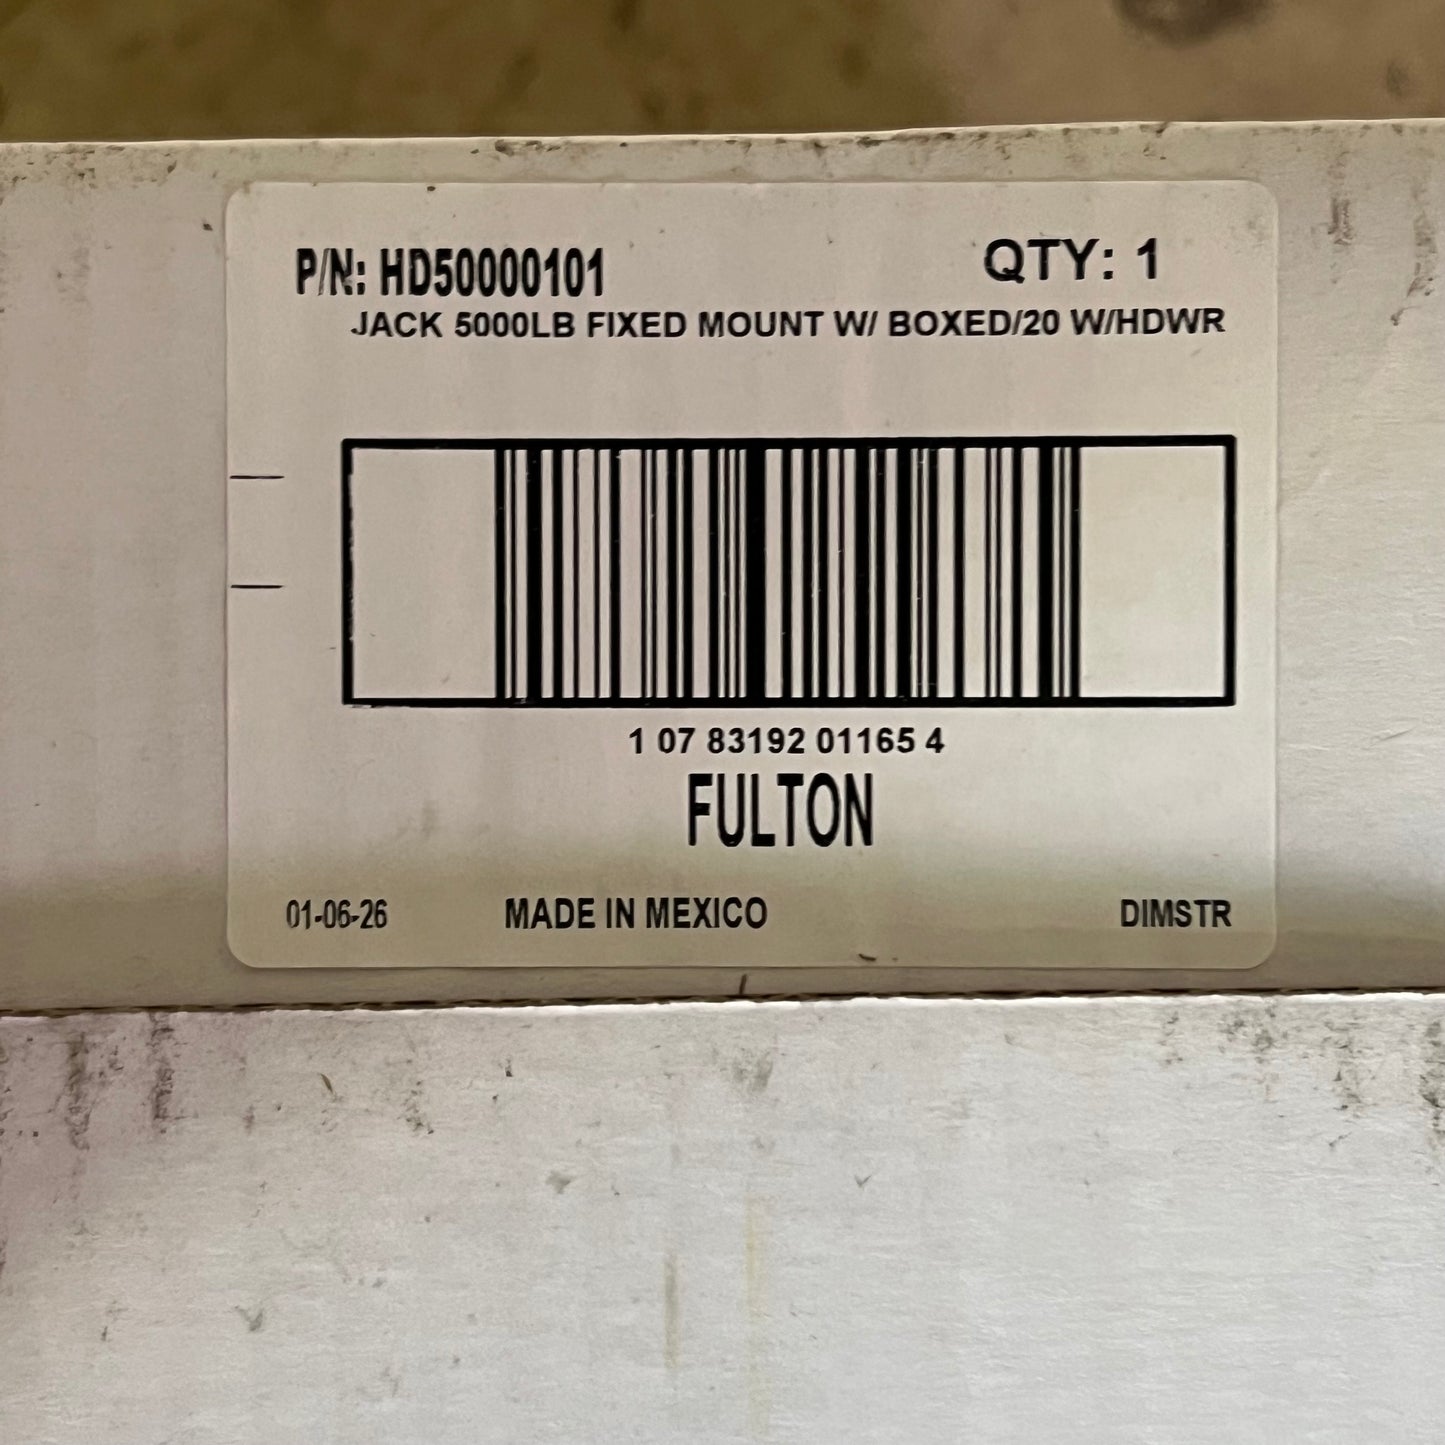 P/N: HD50000101
QTY: 1
JACK 5000LB FIXED MOUNT W/ BOXED/20 W/HDWR
1 07 83192 01165 4
FULTON
01-06-26
MADE IN MEXICO
DIMSTR